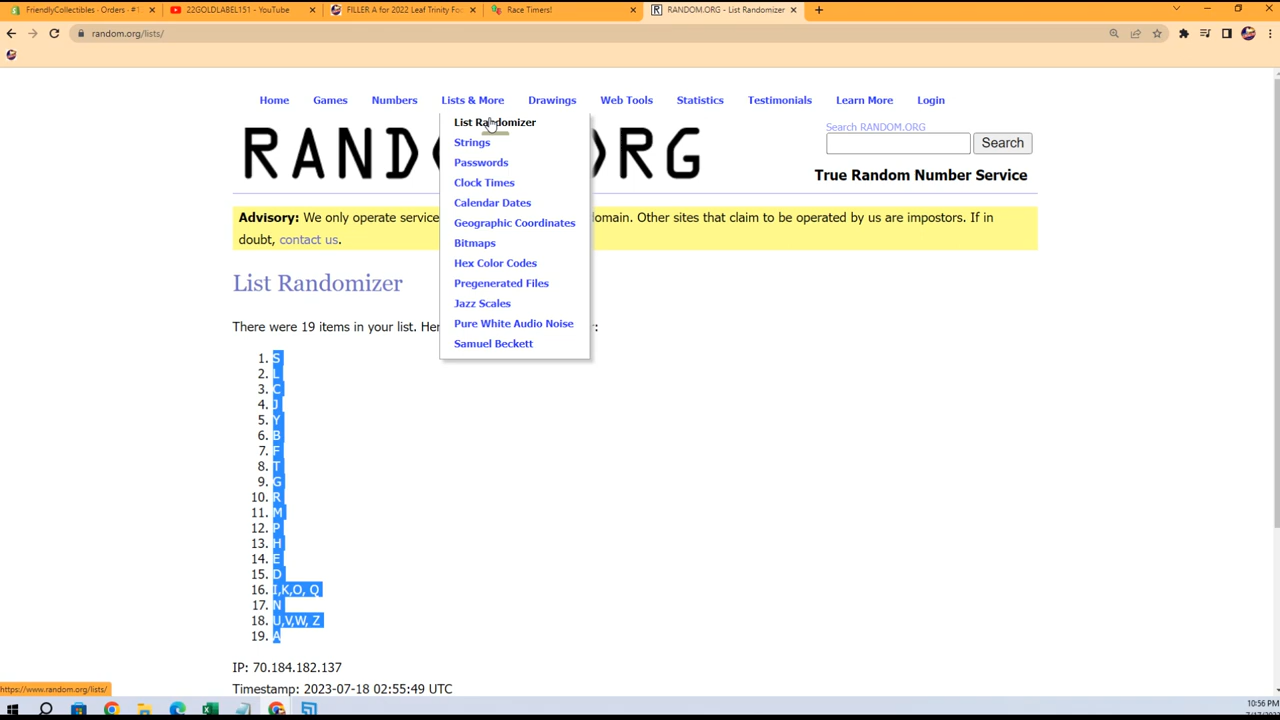 FriendlyCollectibles · Orders · #1
22GOLDLABEL151 - YouTube
FILLER A for 2022 Leaf Trinity Fo
Race Timers!
RANDOM.ORG - List Randomizer
random.org/lists/
Home Games Numbers Lists & More Drawings Web Tools Statistics Testimonials Learn More Login
List Randomizer
Strings
Passwords
Clock Times
Calendar Dates
Geographic Coordinates
Bitmaps
Hex Color Codes
Pregenerated Files
Jazz Scales
Pure White Audio Noise
Samuel Beckett
Search RANDOM.ORG
Search
True Random Number Service
Advisory: We only operate service omain. Other sites that claim to be operated by us are impostors. If in
doubt, contact us.
List Randomizer
There were 19 items in your list. Her :
1. S
2. L
3. C
4. J
5. Y
6. B
7. F
8. T
9. G
10. R
11. M
12. P
13. H
14. E
15. D
16. I,K,O, Q
17. N
18. U,V,W, Z
19. A
IP: 70.184.182.137
Timestamp: 2023-07-18 02:55:49 UTC
https://www.random.org/lists/
10:56 PM